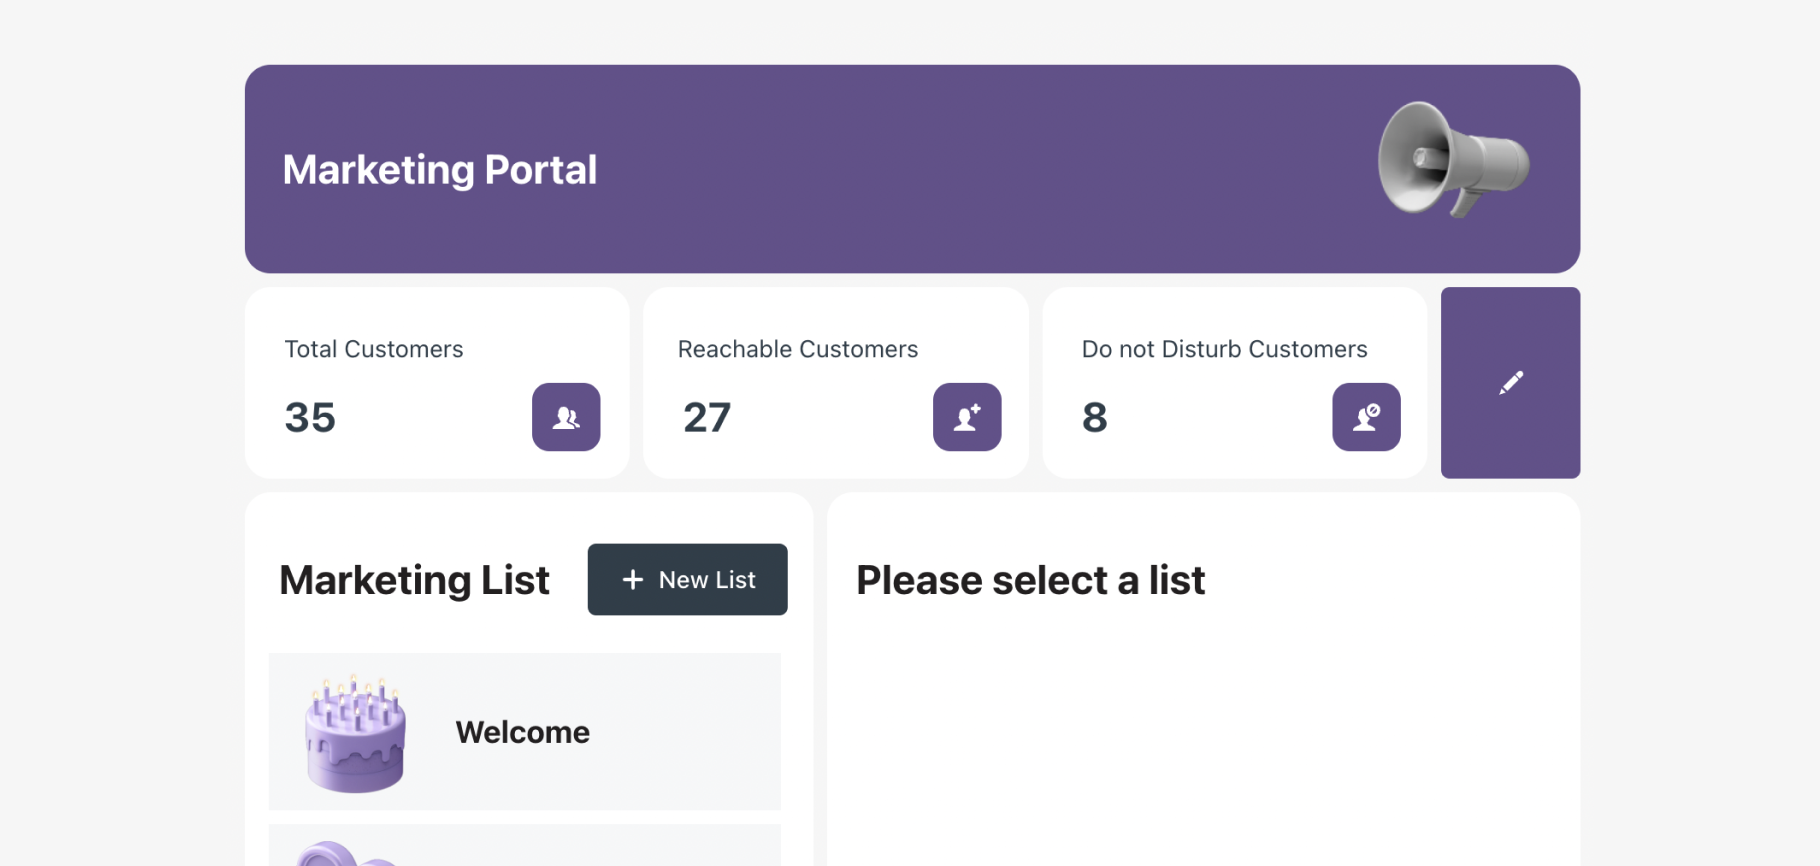 Marketing Portal
Total Customers
35
Reachable Customers
27
Do not Disturb Customers
8
Marketing List
+ New List
Please select a list
Welcome